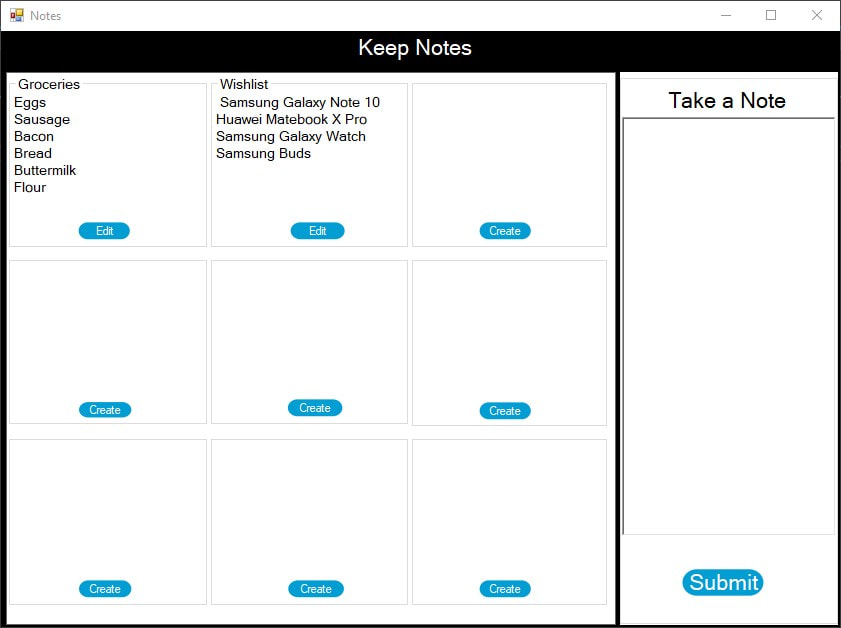 Notes
Keep Notes
Groceries
Eggs
Sausage
Bacon
Bread
Buttermilk
Flour
Edit
Wishlist
Samsung Galaxy Note 10
Huawei Matebook X Pro
Samsung Galaxy Watch
Samsung Buds
Edit
Create
Create
Create
Create
Create
Create
Create
Take a Note
Submit